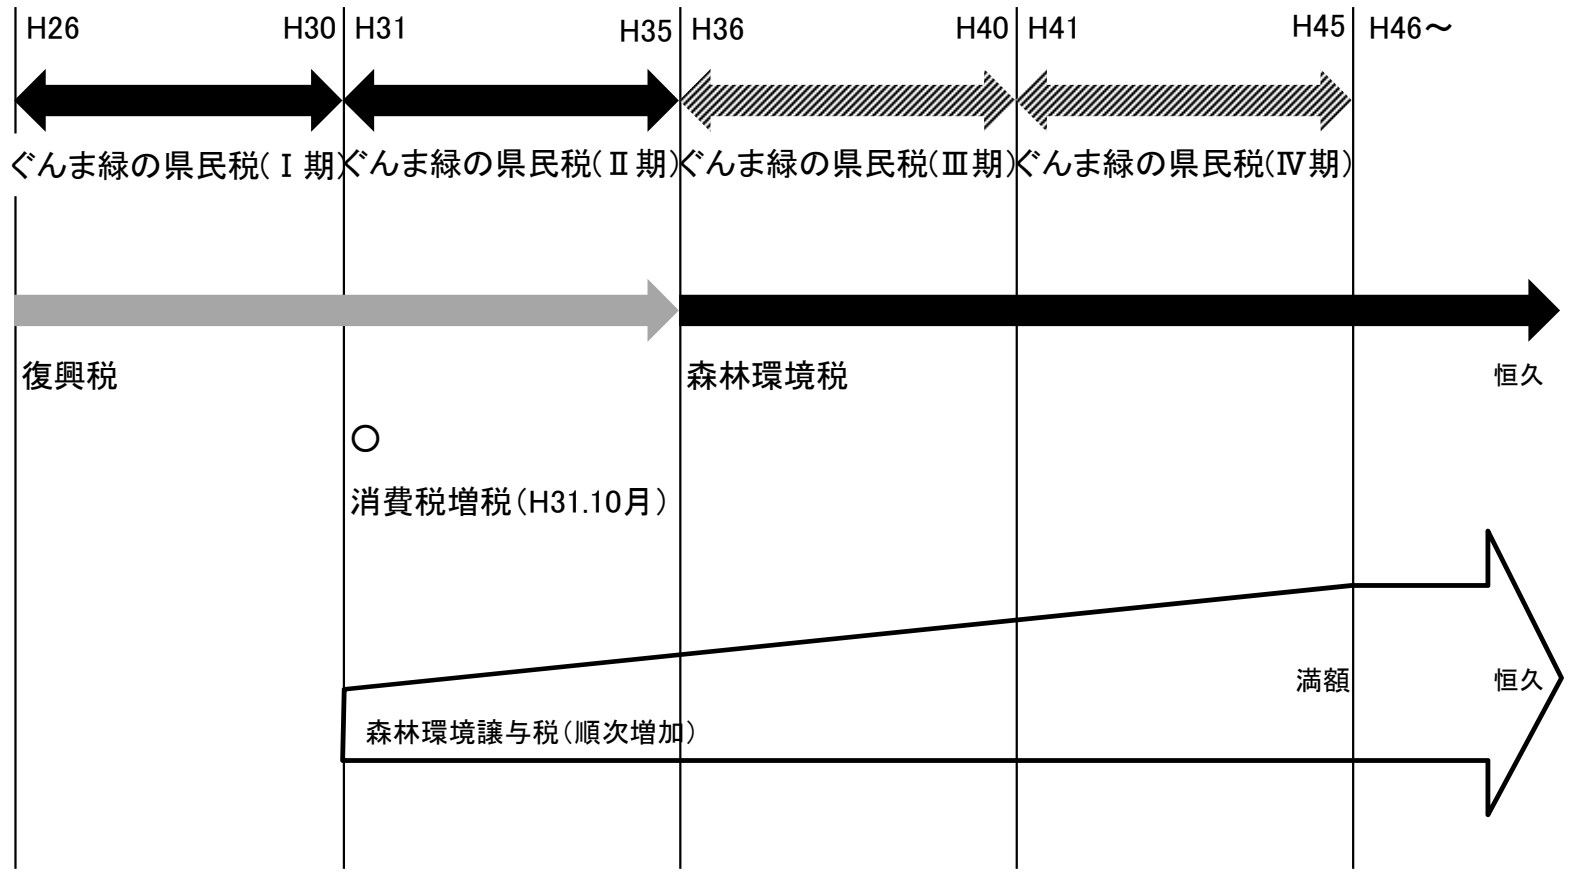 H26 H30 H31 H35 H36 H40 H41 H45 H46～
ぐんま緑の県民税(Ⅰ期) ぐんま緑の県民税(Ⅱ期) ぐんま緑の県民税(Ⅲ期) ぐんま緑の県民税(Ⅳ期)
復興税 森林環境税 恒久
○
消費税増税(H31.10月)
満額 恒久
森林環境譲与税(順次増加)